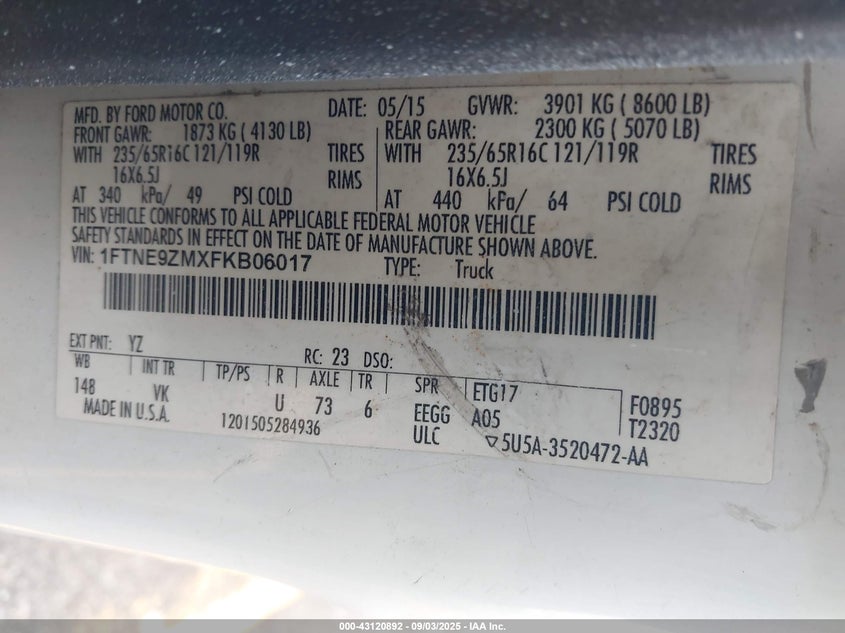 MFD. BY FORD MOTOR CO. DATE: 05/15 GVWR: 3901 KG ( 8600 LB)
FRONT GAWR: 1873 KG ( 4130 LB) REAR GAWR: 2300 KG ( 5070 LB)
WITH 235/65R16C 121/119R TIRES WITH 235/65R16C 121/119R TIRES
16X6.5J RIMS 16X6.5J RIMS
AT 340 kPa/ 49 PSI COLD AT 440 kPa/ 64 PSI COLD
THIS VEHICLE CONFORMS TO ALL APPLICABLE FEDERAL MOTOR VEHICLE
SAFETY STANDARDS IN EFFECT ON THE DATE OF MANUFACTURE SHOWN ABOVE.
VIN: 1FTNE9ZMXFKB06017 TYPE: Truck
EXT PNT: YZ RC: 23 DSO:
WB INT TR TP/PS R AXLE TR SPR ETG17 F0895
148 VK U 73 6 EEGG A05 T2320
MADE IN U.S.A. 1201505284936 ULC ▽5U5A-3520472-AA
000-43120892 - 09/03/2025 - IAA Inc.